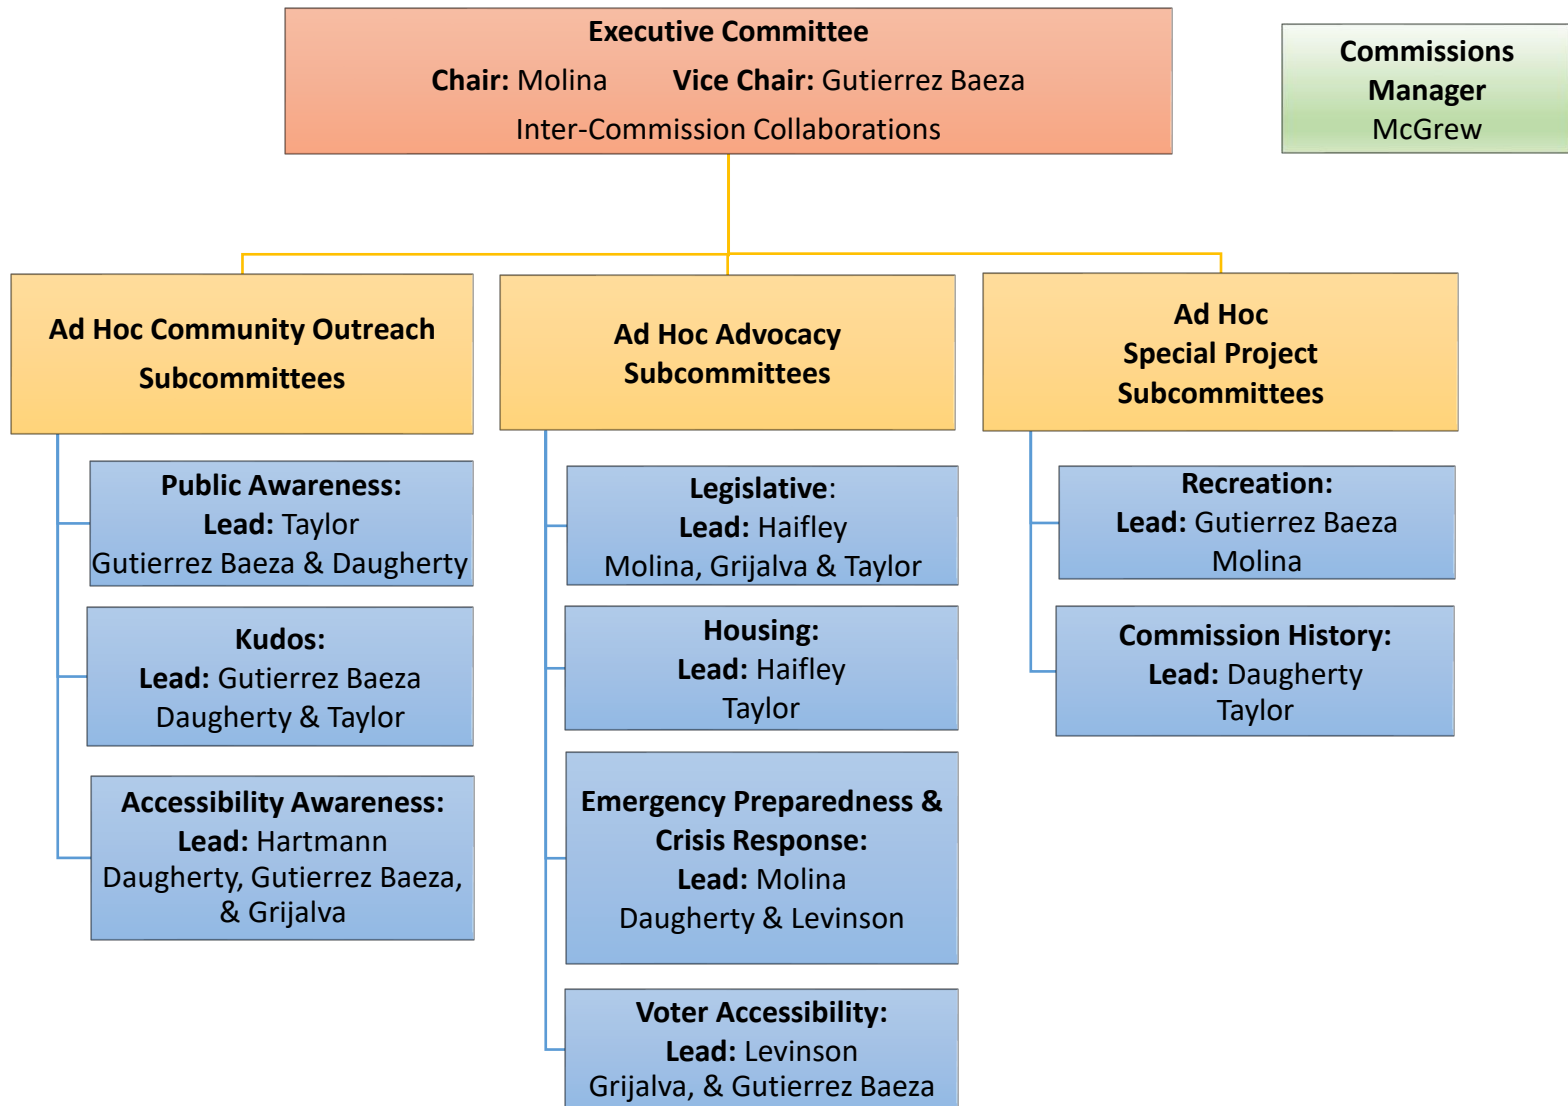 Executive Committee
Chair: Molina Vice Chair: Gutierrez Baeza
Inter-Commission Collaborations
Commissions
Manager
McGrew
Ad Hoc Community Outreach
Subcommittees
Public Awareness:
Lead: Taylor
Gutierrez Baeza & Daugherty
Kudos:
Lead: Gutierrez Baeza
Daugherty & Taylor
Accessibility Awareness:
Lead: Hartmann
Daugherty, Gutierrez Baeza,
& Grijalva
Ad Hoc Advocacy
Subcommittees
Legislative:
Lead: Haifley
Molina, Grijalva & Taylor
Housing:
Lead: Haifley
Taylor
Emergency Preparedness &
Crisis Response:
Lead: Molina
Daugherty & Levinson
Voter Accessibility:
Lead: Levinson
Grijalva, & Gutierrez Baeza
Ad Hoc
Special Project
Subcommittees
Recreation:
Lead: Gutierrez Baeza
Molina
Commission History:
Lead: Daugherty
Taylor